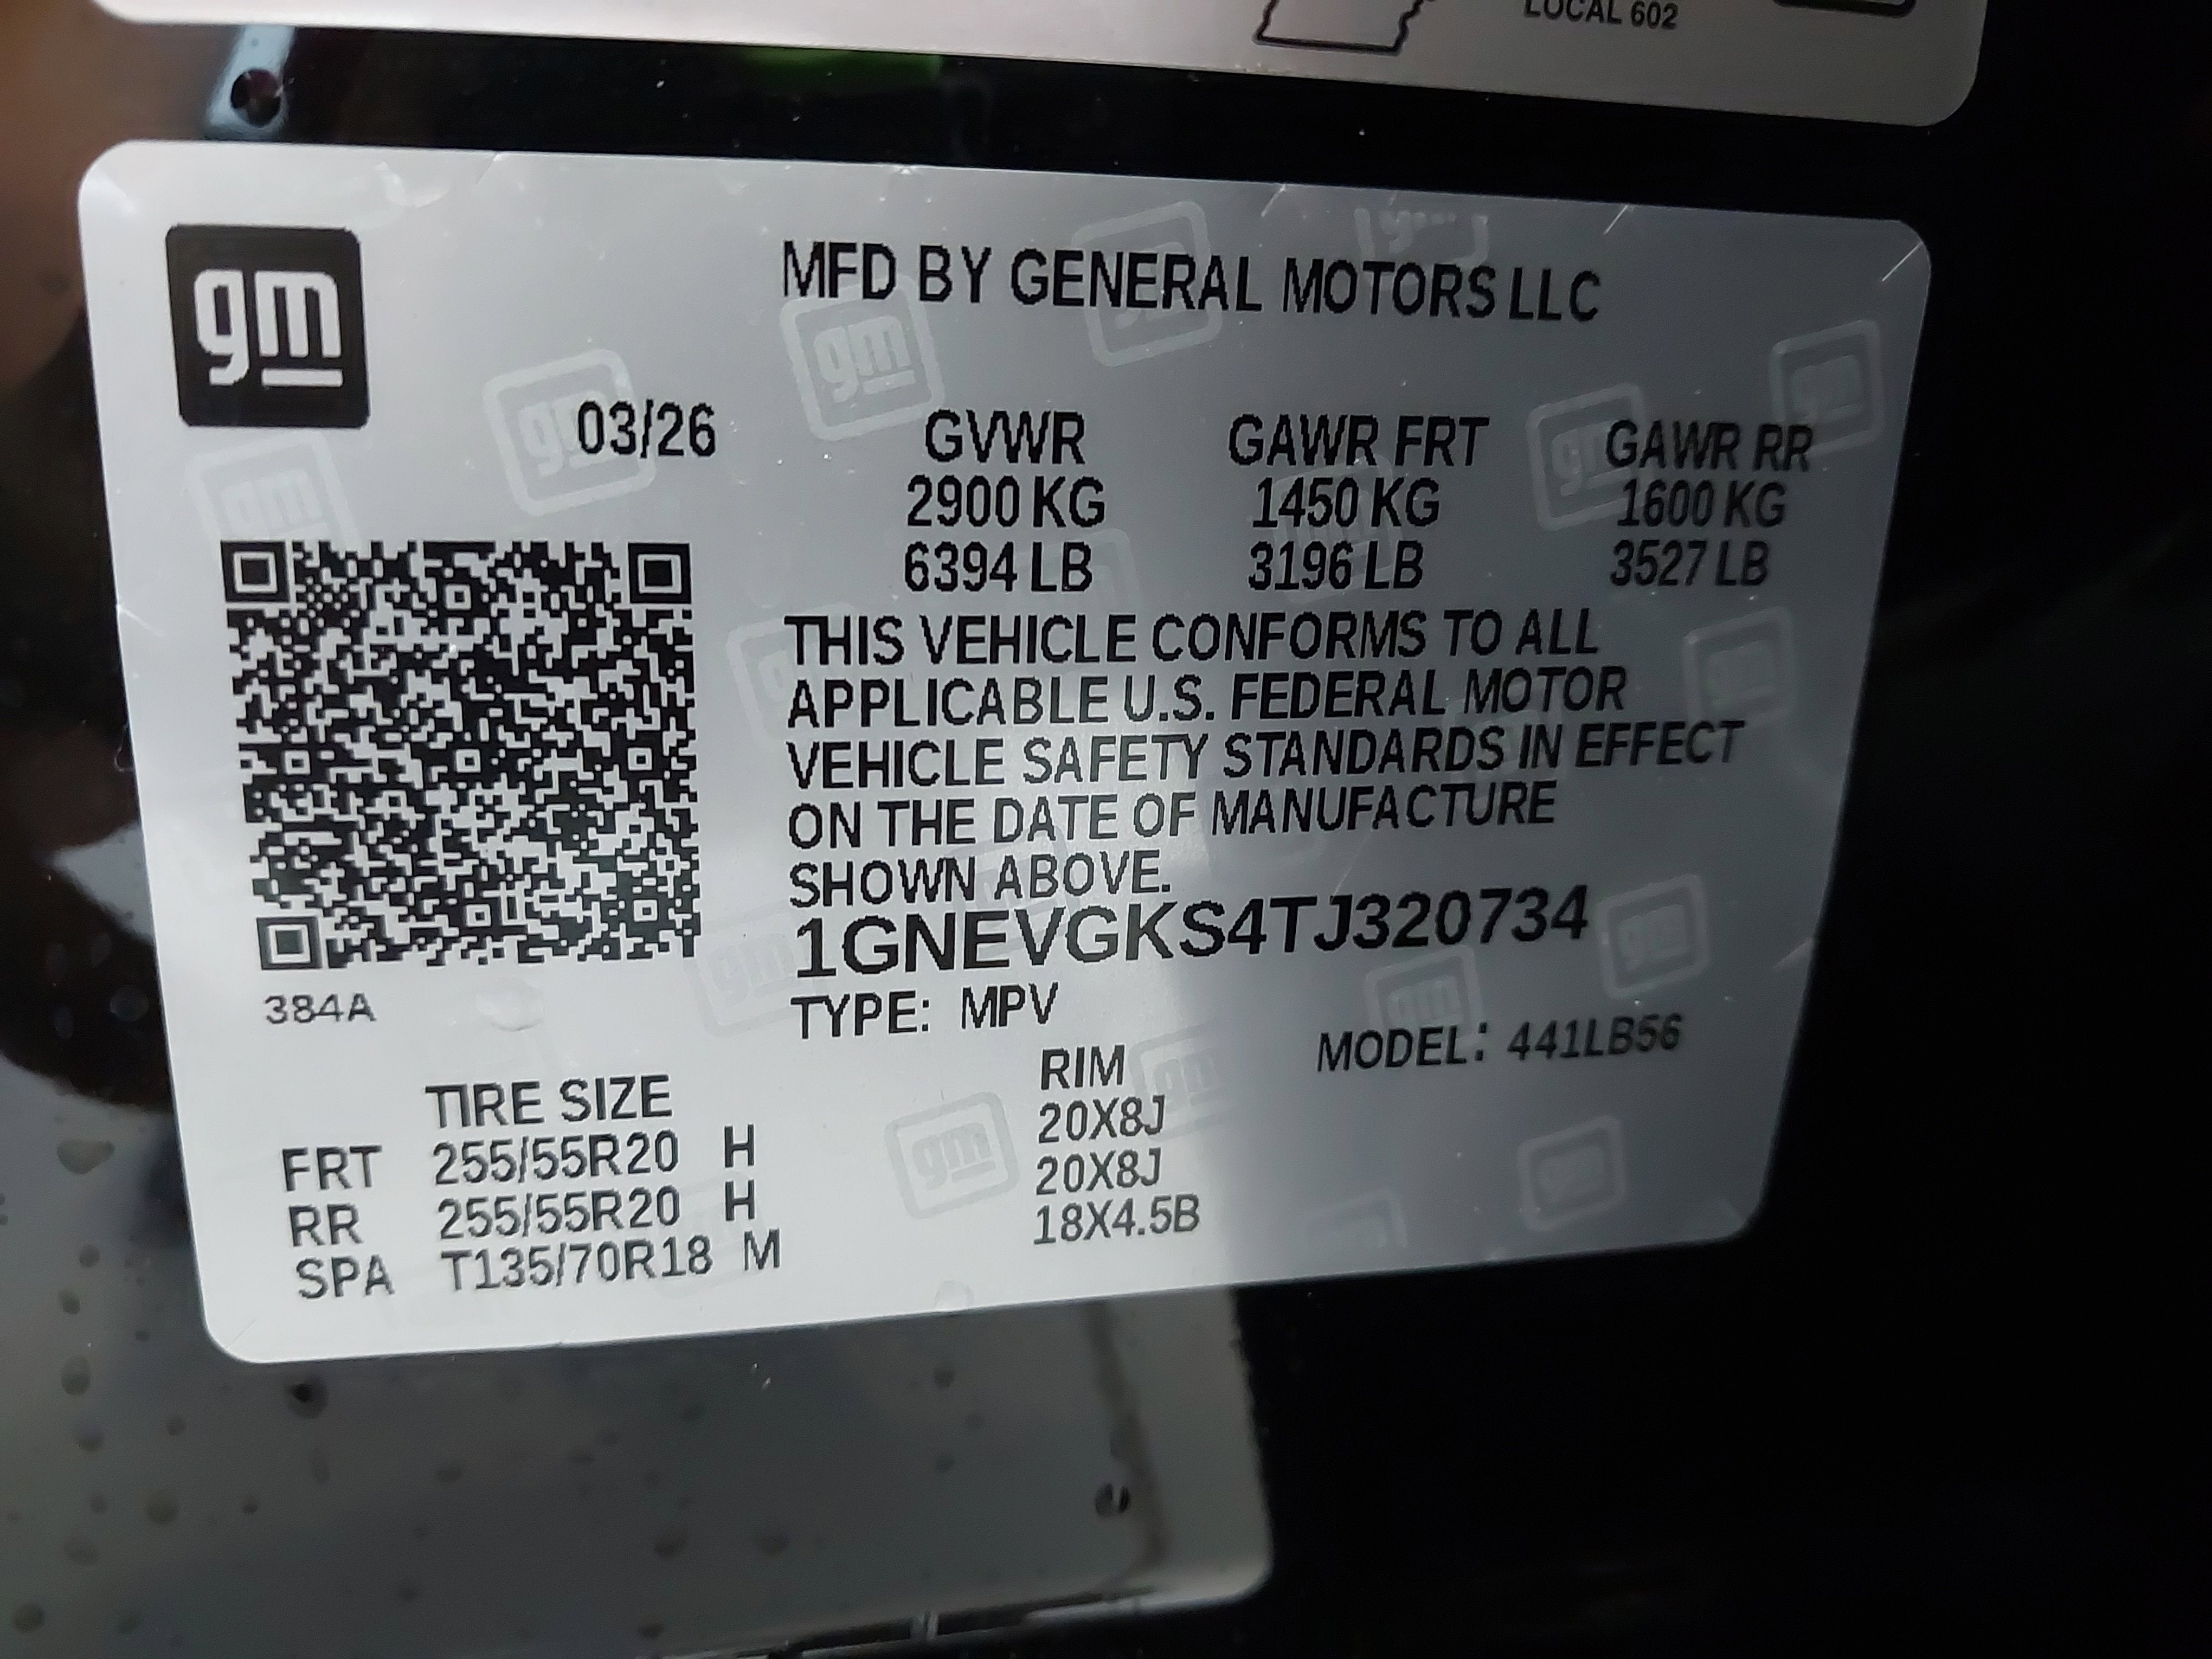 LOCAL 602
gm
MFD BY GENERAL MOTORS LLC
03/26
GVWR GAWR FRT GAWR RR
2900 KG 1450 KG 1600 KG
6394 LB 3196 LB 3527 LB
THIS VEHICLE CONFORMS TO ALL
APPLICABLE U.S. FEDERAL MOTOR
VEHICLE SAFETY STANDARDS IN EFFECT
ON THE DATE OF MANUFACTURE
SHOWN ABOVE.
1GNEVGKS4TJ320734
384A
TYPE: MPV
MODEL: 441LB56
TIRE SIZE RIM
FRT 255/55R20 H 20X8J
RR 255/55R20 H 20X8J
SPA T135/70R18 M 18X4.5B